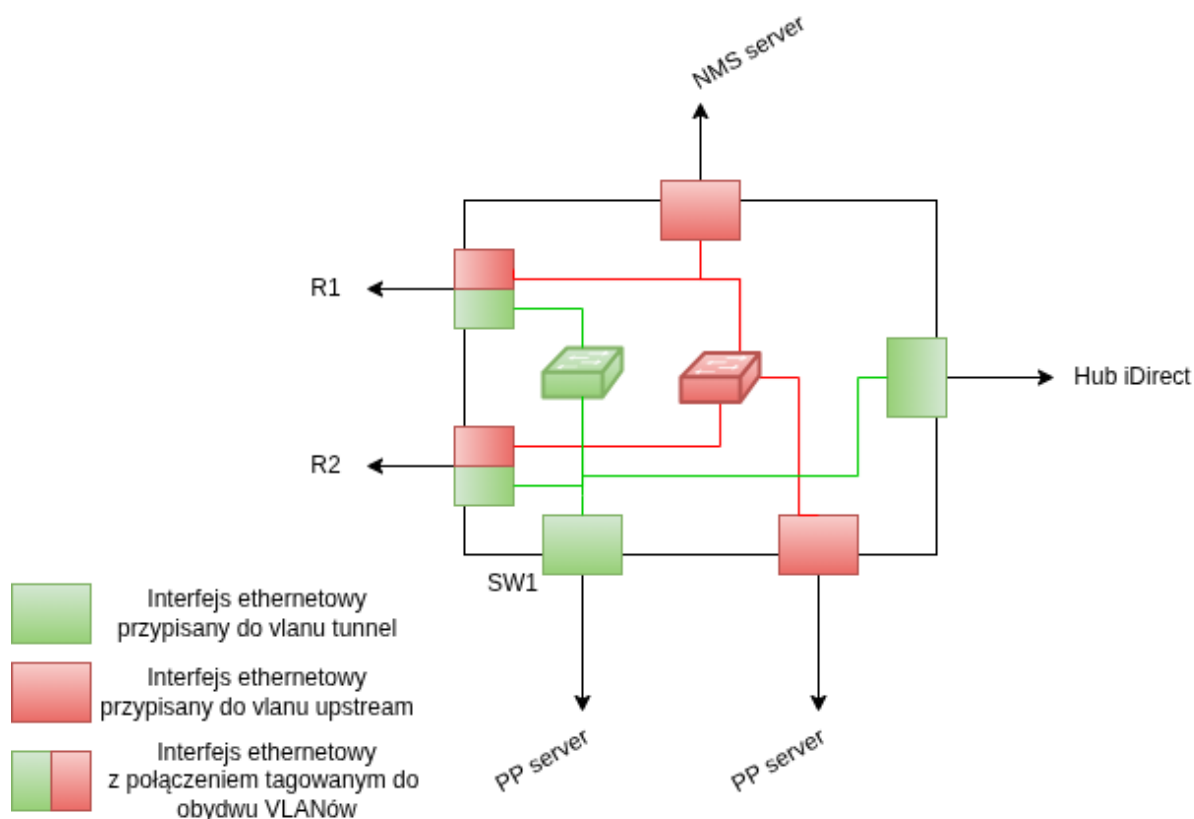 NMS server
R1
Hub iDirect
R2
SW1
Interfejs ethernetowy
przypisany do vlanu tunnel
Interfejs ethernetowy
przypisany do vlanu upstream
PP server
PP server
Interfejs ethernetowy
z połączeniem tagowanym do
obydwu VLANów